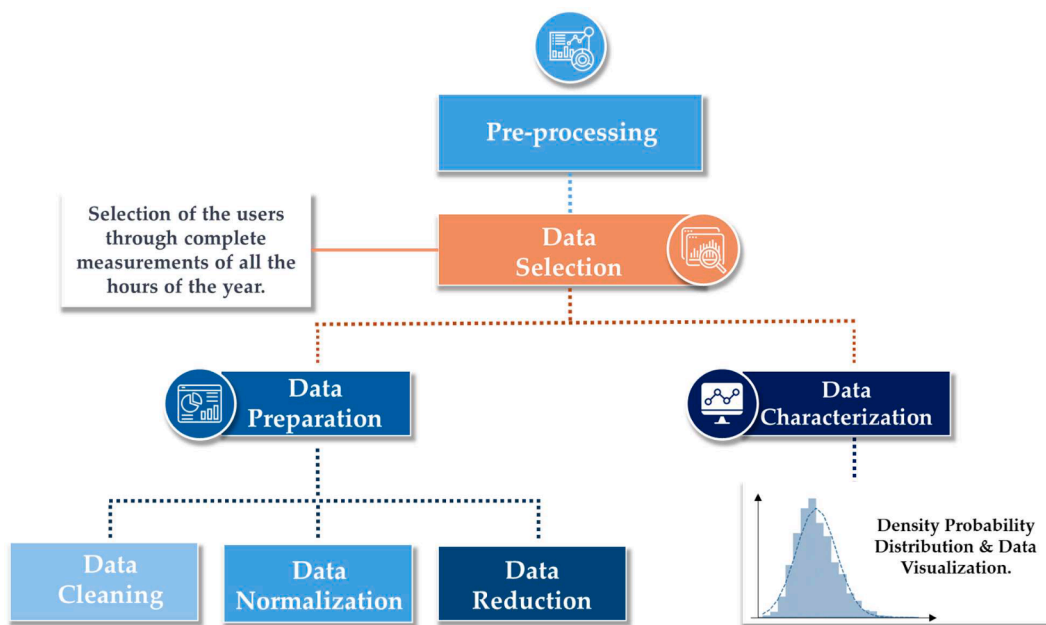 Pre-processing
Selection of the users
through complete
measurements of all the
hours of the year.
Data
Selection
Data
Preparation
Data
Characterization
Data
Cleaning
Data
Normalization
Data
Reduction
Density Probability
Distribution & Data
Visualization.